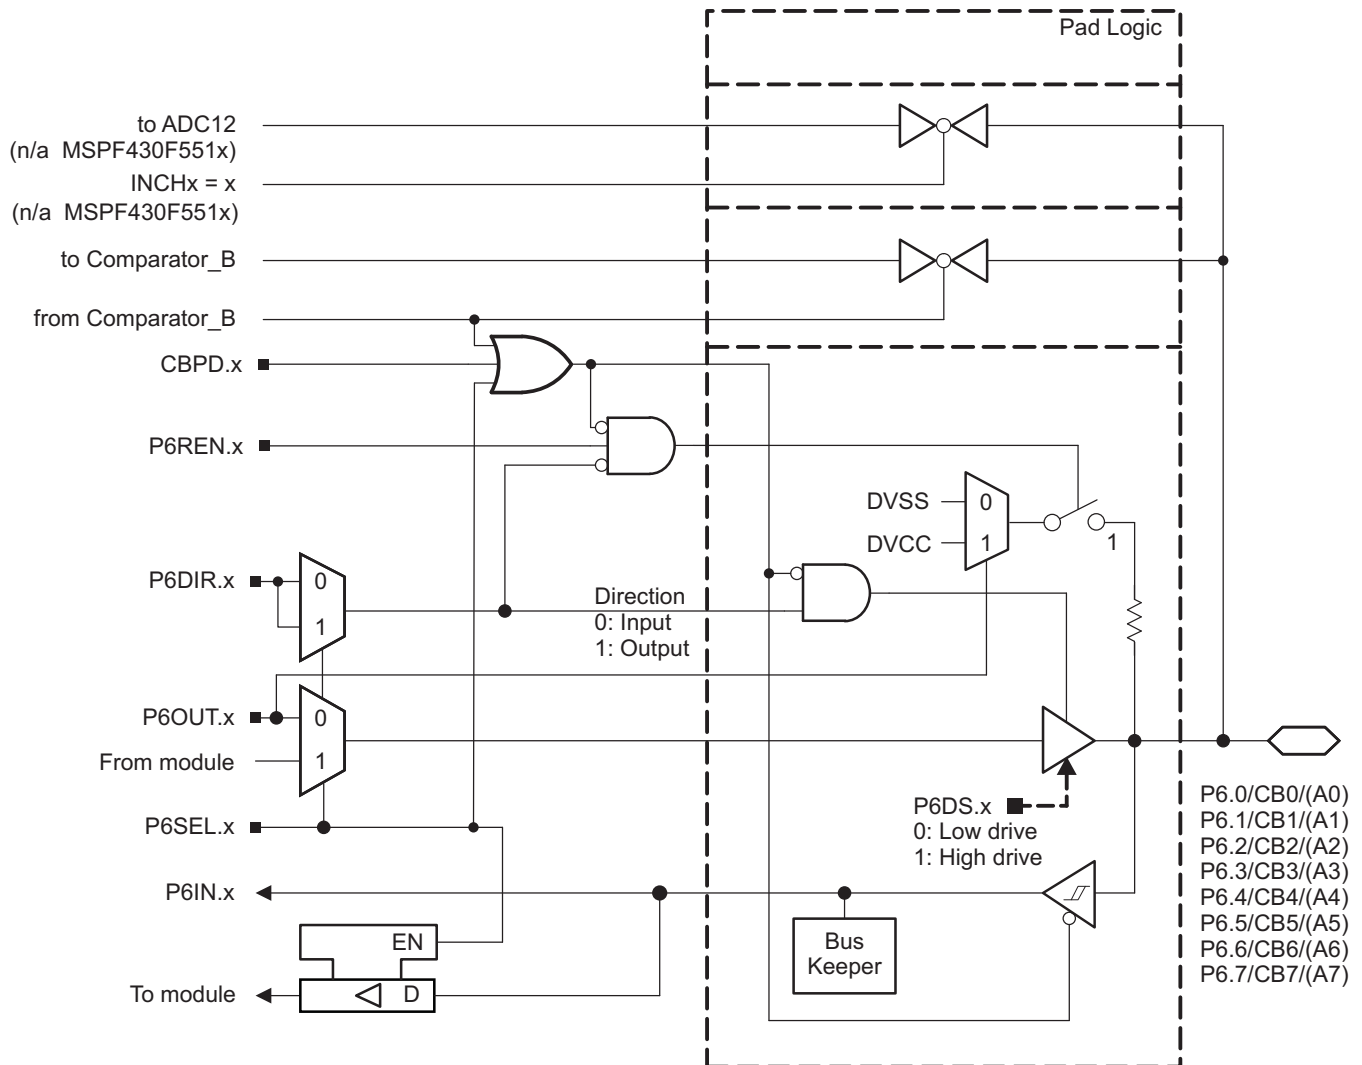 Pad Logic
to ADC12
(n/a MSPF430F551x)
INCHx = x
(n/a MSPF430F551x)
to Comparator_B
from Comparator_B
CBPD.x
P6REN.x
DVSS
0
DVCC
1
1
P6DIR.x
0
1
Direction
0: Input
1: Output
P6OUT.x
0
From module
1
P6DS.x
0: Low drive
1: High drive
P6SEL.x
P6.0/CB0/(A0)
P6.1/CB1/(A1)
P6.2/CB2/(A2)
P6.3/CB3/(A3)
P6.4/CB4/(A4)
P6.5/CB5/(A5)
P6.6/CB6/(A6)
P6.7/CB7/(A7)
P6IN.x
EN
Bus
Keeper
To module
D